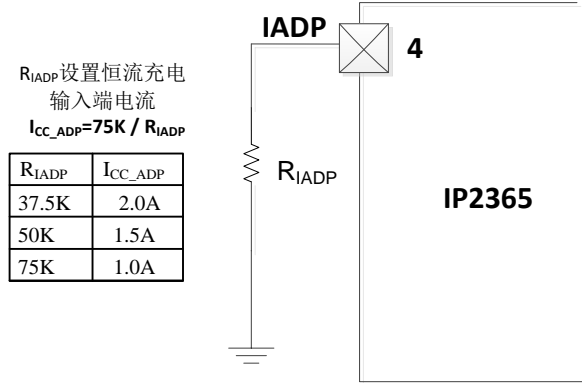 IADP
4
RIADP设置恒流充电
输入端电流
ICC_ADP=75K / RIADP
RIADP ICC_ADP
37.5K 2.0A
50K 1.5A
75K 1.0A
RIADP
IP2365